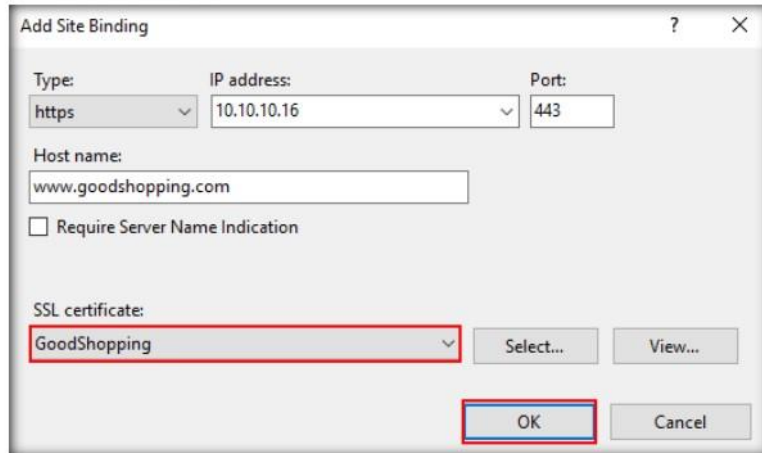 Add Site Binding ? ×
Type: IP address: Port:
https 10.10.10.16 443
Host name:
www.goodshopping.com
Require Server Name Indication
SSL certificate:
GoodShopping Select... View...
OK Cancel